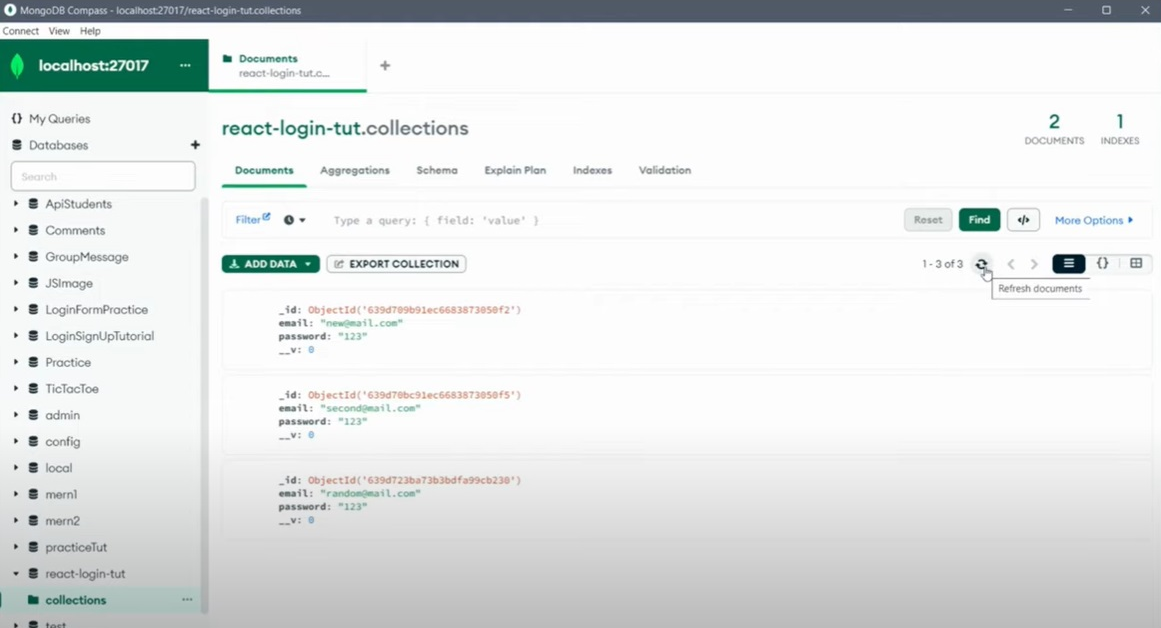 MongoDB Compass - localhost:27017/react-login-tut.collections
Connect View Help
localhost:27017 ...
Documents
react-login-tut.c...
{} My Queries
Databases +
Search
ApiStudents
Comments
GroupMessage
JSImage
LoginFormPractice
LoginSignUpTutorial
Practice
TicTacToe
admin
config
local
mern1
mern2
practiceTut
react-login-tut
collections ...
test
react-login-tut.collections
2
DOCUMENTS
1
INDEXES
Documents Aggregations Schema Explain Plan Indexes Validation
Filter Type a query: { field: 'value' } Reset Find </> More Options
ADD DATA EXPORT COLLECTION 1 - 3 of 3 {}
Refresh documents
_id: ObjectId('639d709b91ec6683873050f2')
email: "new@mail.com"
password: "123"
__v: 0
_id: ObjectId('639d70bc91ec6683873050f5')
email: "second@mail.com"
password: "123"
__v: 0
_id: ObjectId('639d723ba73b3bdfa99cb230')
email: "random@mail.com"
password: "123"
__v: 0